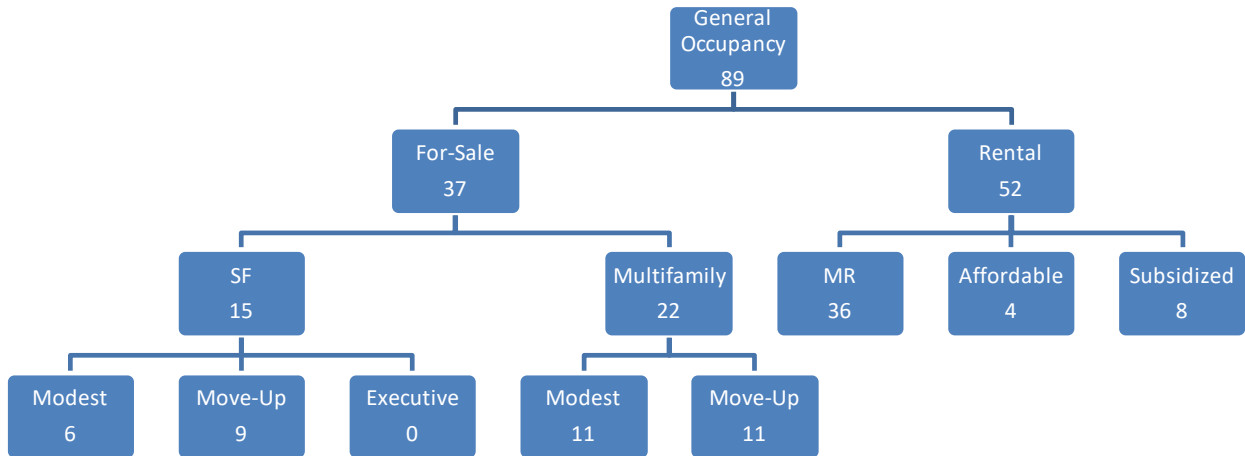 General
Occupancy
89
For-Sale
37
Rental
52
SF
15
Multifamily
22
MR
36
Affordable
4
Subsidized
8
Modest
6
Move-Up
9
Executive
0
Modest
11
Move-Up
11